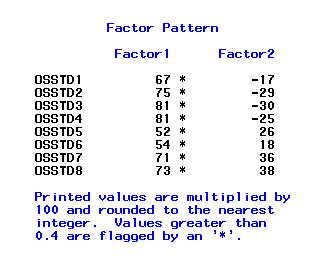 Factor Pattern
Factor1 Factor2
OSSTD1 67 * -17
OSSTD2 75 * -29
OSSTD3 81 * -30
OSSTD4 81 * -25
OSSTD5 52 * 26
OSSTD6 54 * 18
OSSTD7 71 * 36
OSSTD8 73 * 38
Printed values are multiplied by
100 and rounded to the nearest
integer. Values greater than
0.4 are flagged by an '*'.